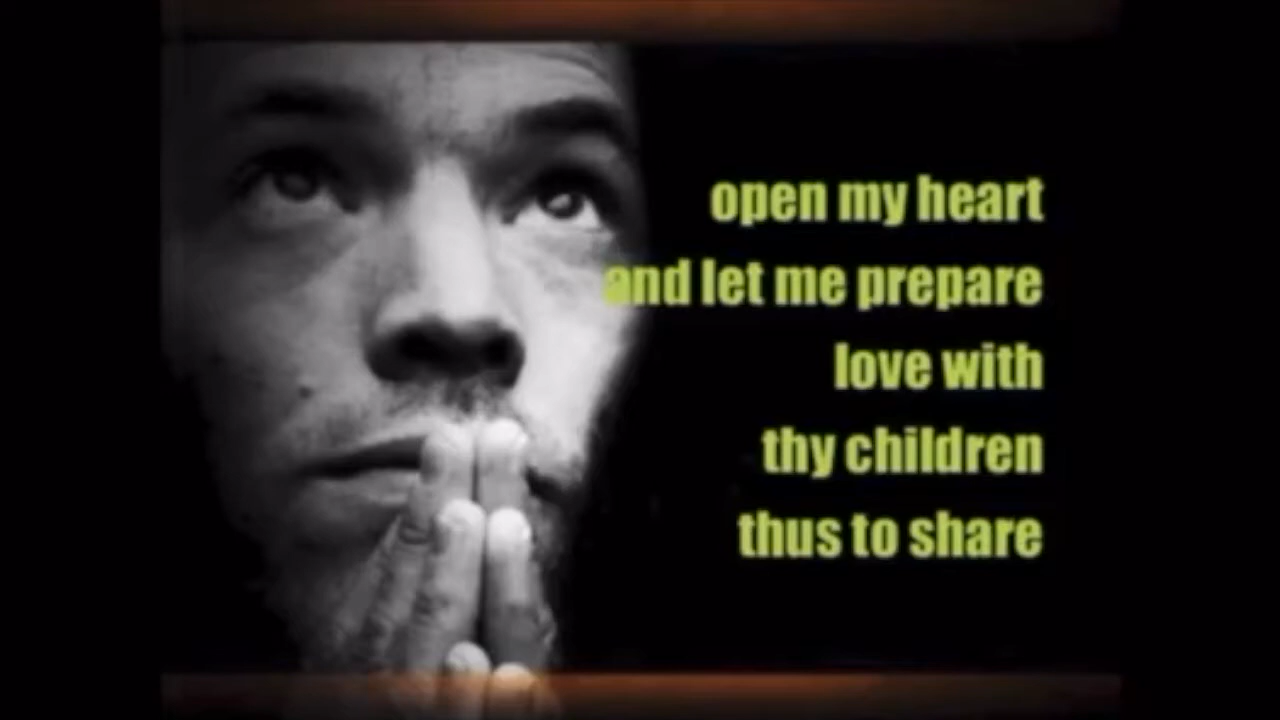 open my heart
and let me prepare
love with
thy children
thus to share